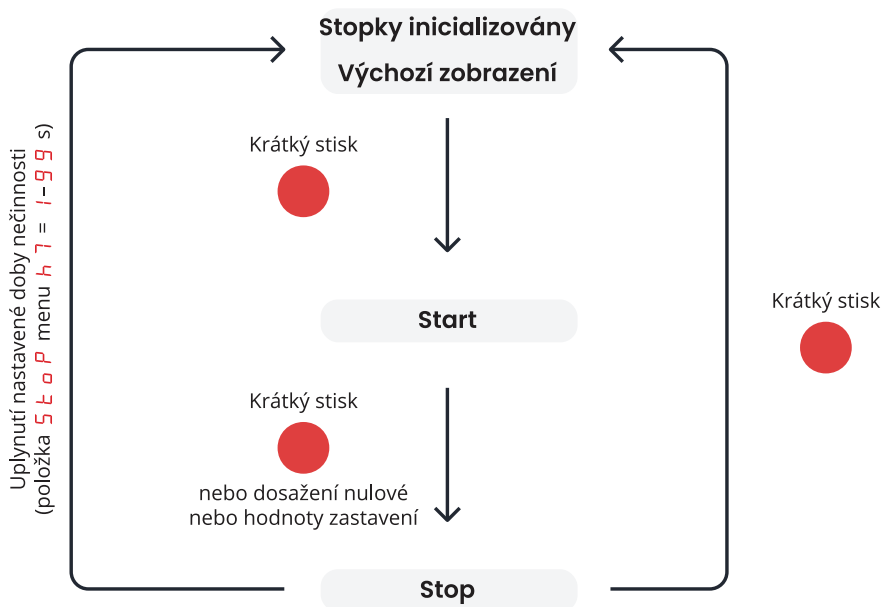 Stopky inicializovány
Výchozí zobrazení
Krátký stisk
Uplynutí nastavené doby nečinnosti
(položka StoP menu h7 = 1-99 s)
Start
Krátký stisk
Krátký stisk
nebo dosažení nulové
nebo hodnoty zastavení
Stop